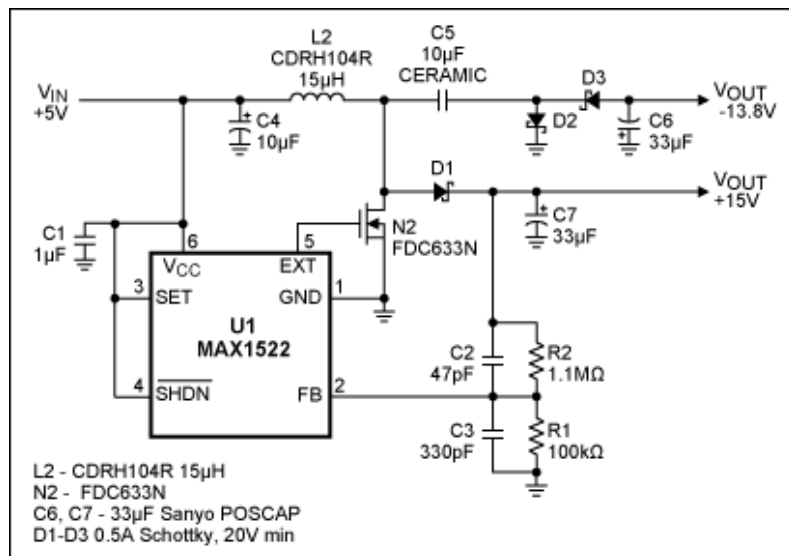 L2
CDRH104R
15µH
C5
10µF
CERAMIC
D3
VOUT
-13.8V
VIN
+5V
C4
10µF
D2
C6
33µF
D1
VOUT
+15V
C7
33µF
N2
FDC633N
C1
1µF
6
5
VCC
EXT
3
SET
GND
1
U1
MAX1522
4
SHDN
FB
2
C2
47pF
R2
1.1MΩ
C3
330pF
R1
100kΩ
L2 - CDRH104R 15µH
N2 - FDC633N
C6, C7 - 33µF Sanyo POSCAP
D1-D3 0.5A Schottky, 20V min